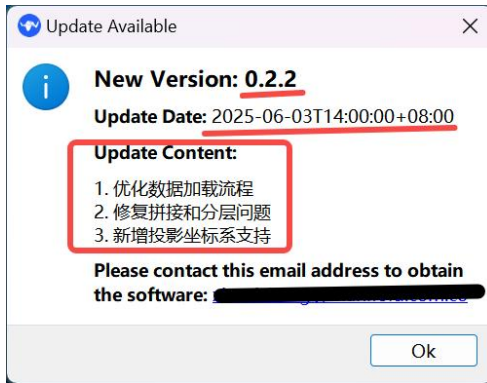 Update Available
New Version: 0.2.2
Update Date: 2025-06-03T14:00:00+08:00
Update Content:
1. 优化数据加载流程
2. 修复拼接和分层问题
3. 新增投影坐标系支持
Please contact this email address to obtain
the software:
Ok